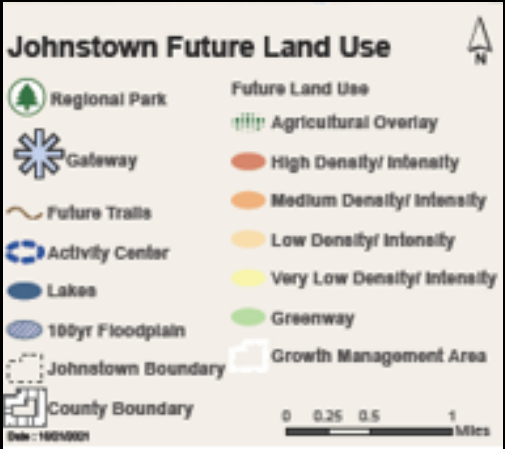 Johnstown Future Land Use
N
Regional Park
Gateway
Future Trails
Activity Center
Lakes
100yr Floodplain
Johnstown Boundary
County Boundary
Future Land Use
Agricultural Overlay
High Density/ Intensity
Medium Density/ Intensity
Low Density/ Intensity
Very Low Density/ Intensity
Greenway
Growth Management Area
0 0.25 0.5 1
Miles
Date :